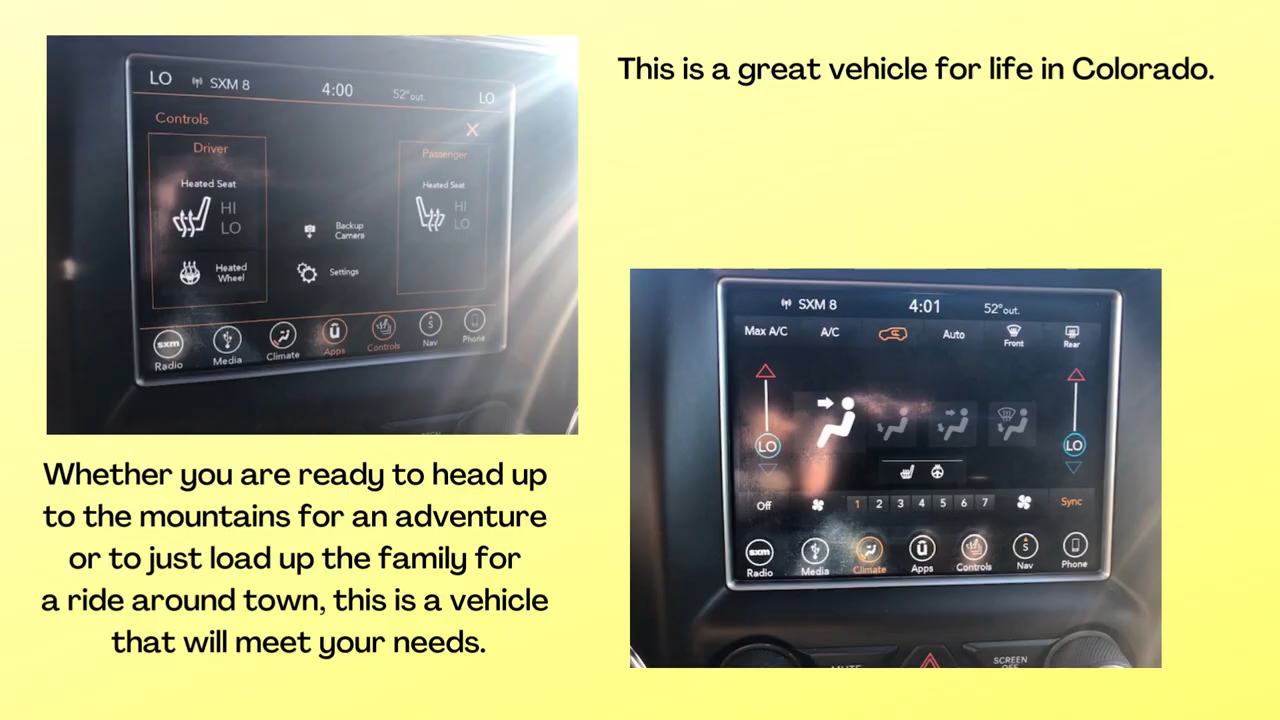 This is a great vehicle for life in Colorado.
LO SXM 8 4:00 52° out. LO
Controls X
Driver
Passenger
Heated Seat
Heated Seat
HI
LO
HI
LO
Backup
Camera
Heated
Wheel
Settings
sxm
Radio Media Climate Apps Controls Nav Phone
S
Whether you are ready to head up
to the mountains for an adventure
or to just load up the family for
a ride around town, this is a vehicle
that will meet your needs.
SXM 8 4:01 52° out.
Max A/C A/C Auto Front Rear
LO LO
Off 1 2 3 4 5 6 7 Sync
sxm S
Radio Media Climate Apps Controls Nav Phone
MUTE
SCREEN
OFF